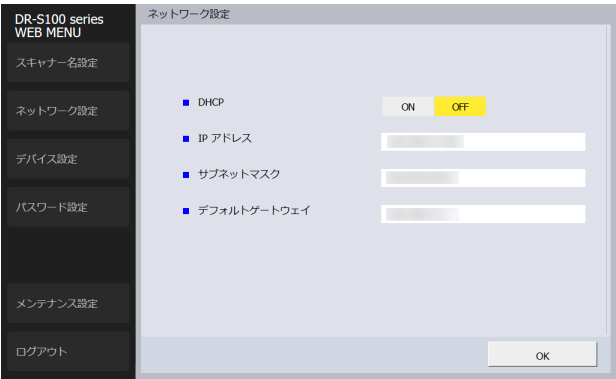 DR-S100 series
WEB MENU
スキャナー名設定
ネットワーク設定
デバイス設定
パスワード設定
メンテナンス設定
ログアウト
ネットワーク設定
DHCP
ON
OFF
IP アドレス
サブネットマスク
デフォルトゲートウェイ
OK